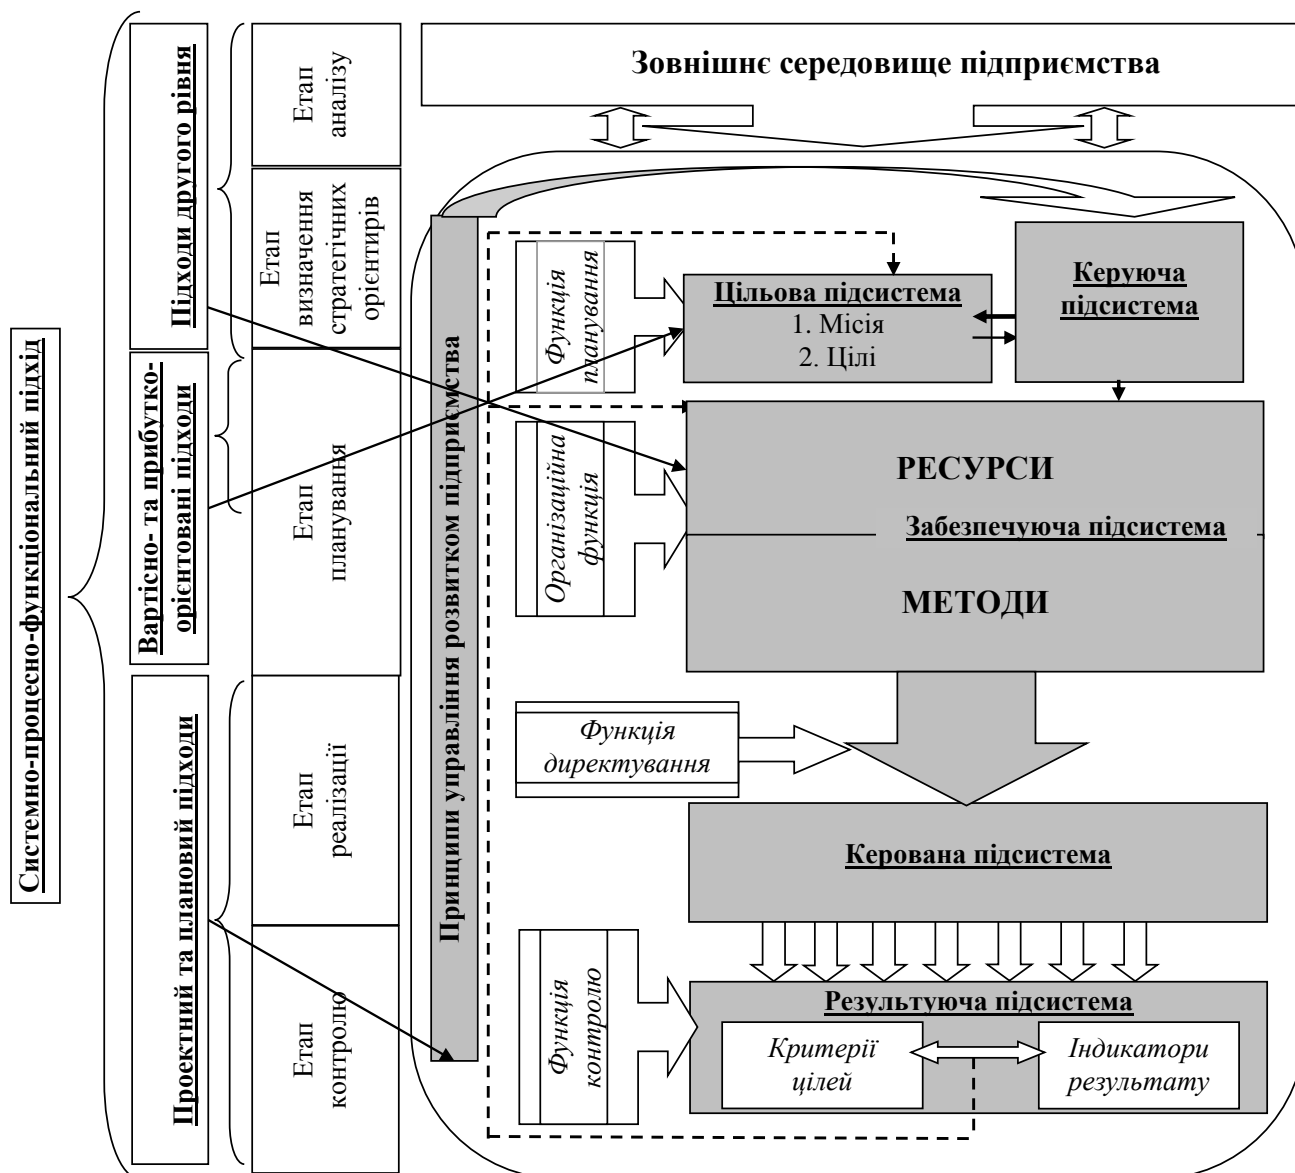 Системно-процесно-функціональний підхід
Підходи другого рівня
Вартісно- та прибутко-
орієнтовані підходи
Проектний та плановий підходи
Етап
аналізу
Етап
визначення
стратегічних
орієнтирів
Етап
планування
Етап
реалізації
Етап
контролю
Зовнішнє середовище підприємства
Принципи управління розвитком підприємства
Функція
планування
Цільова підсистема
1. Місія
2. Цілі
Керуюча
підсистема
Організаційна
функція
РЕСУРСИ
Забезпечуюча підсистема
МЕТОДИ
Функція
директування
Керована підсистема
Функція
контролю
Результуюча підсистема
Критерії
цілей
Індикатори
результату